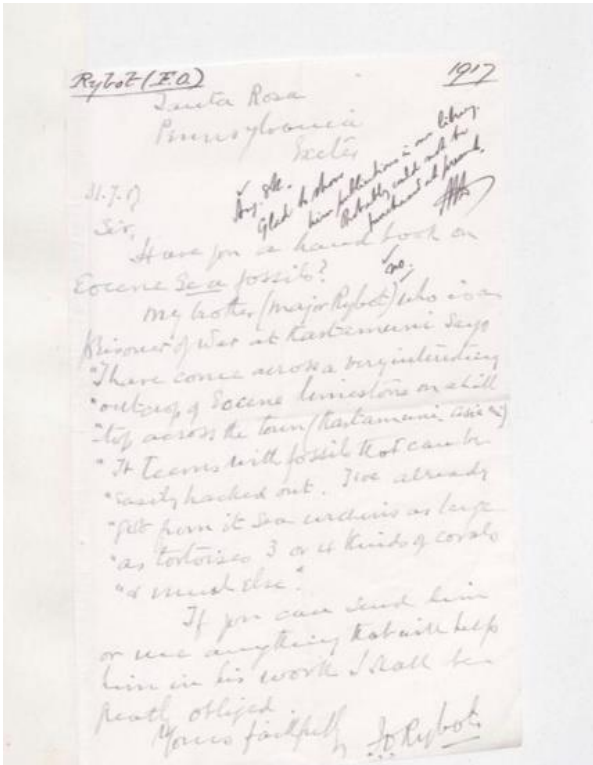 Rybot (F.O.)
1917
Santa Rosa
Pennsylvania
Exeter
31.7.17
Glad to show
him publications in our library.
Probably could not be
purchased at present.
Sir,
Have you a hand book on
Eocene Sea fossils?
no.
My brother (Major Rybot) who is a
Prisoner of War at Kastamuni says
"I have come across a very interesting
"outcrop of Eocene limestone on a hill
"top across the town (Kastamuni Asia M)
"It teems with fossils that can be
"easily hacked out. I've already
"got from it Sea urchins as large
"as tortoises 3 or 4 kinds of corals
"& much else."
If you can send him
or me anything that will help
him in his work I shall be
greatly obliged.
Yours faithfully
F O Rybot